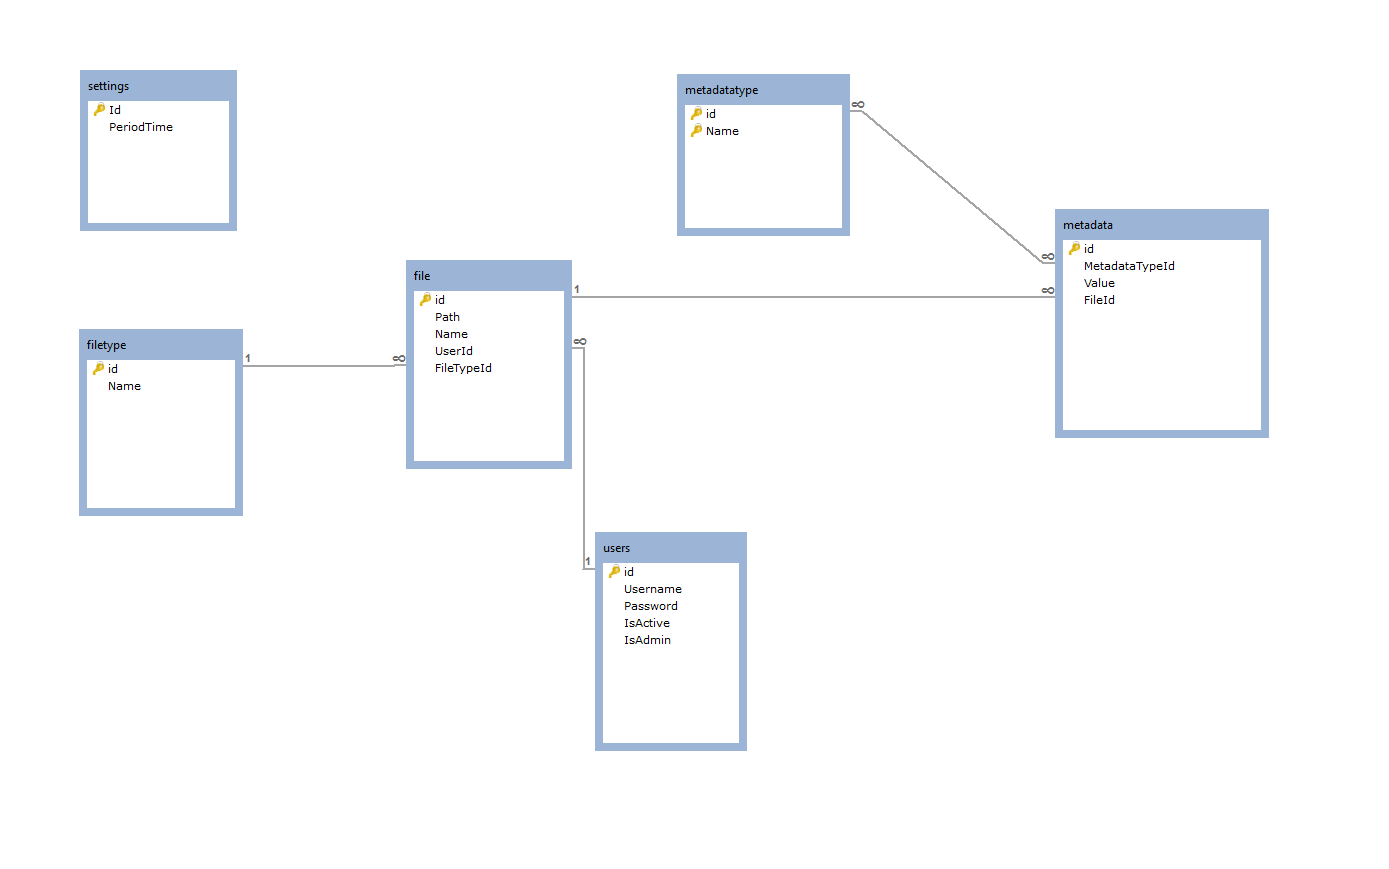 settings
Id
PeriodTime
metadatatype
id
Name
∞
∞
metadata
id
MetadataTypeId
Value
FileId
file
id
Path
Name
UserId
FileTypeId
1
∞
∞
filetype
id
Name
1
∞
users
id
Username
Password
IsActive
IsAdmin
1